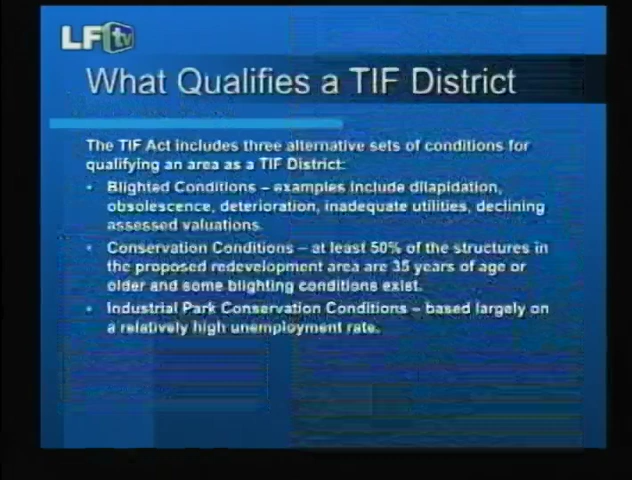 LFtv
What Qualifies a TIF District
The TIF Act includes three alternative sets of conditions for
qualifying an area as a TIF District:
• Blighted Conditions – examples include dilapidation,
obsolescence, deterioration, inadequate utilities, declining
assessed valuations.
• Conservation Conditions – at least 50% of the structures in
the proposed redevelopment area are 35 years of age or
older and some blighting conditions exist.
• Industrial Park Conservation Conditions – based largely on
a relatively high unemployment rate.